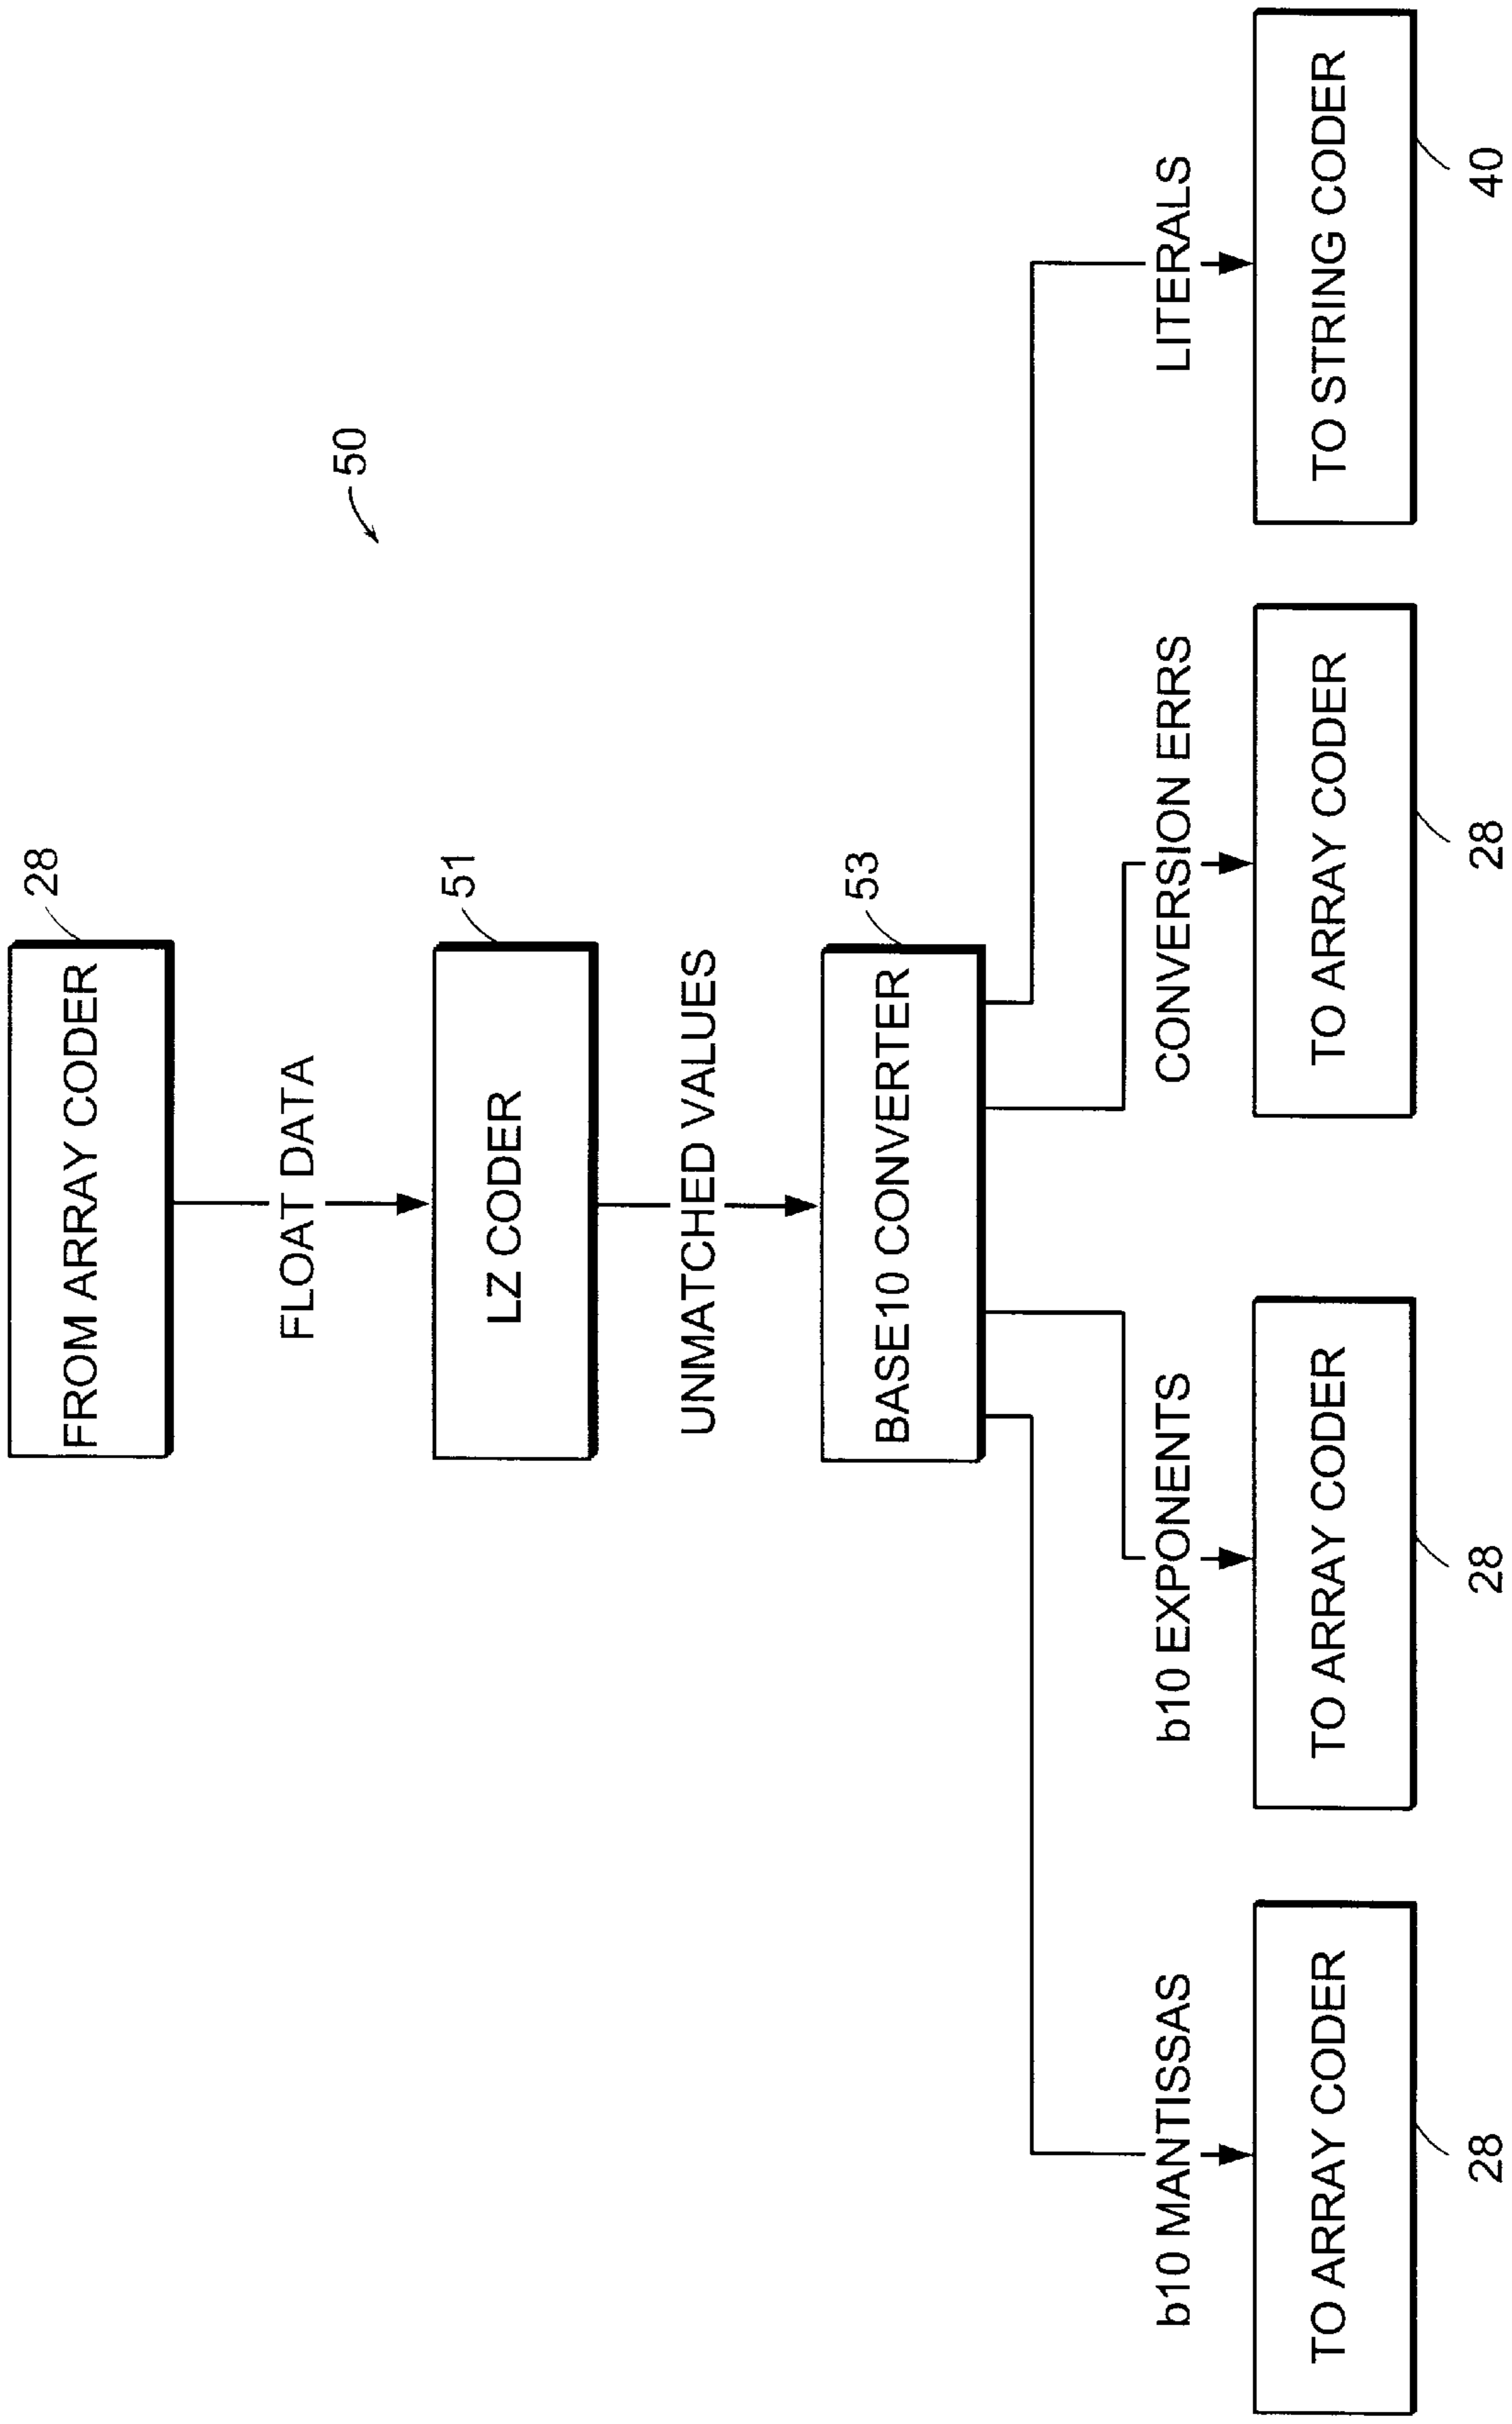 FROM ARRAY CODER
28
FLOAT DATA
50
LZ CODER
51
UNMATCHED VALUES
BASE10 CONVERTER
53
b10 MANTISSAS
b10 EXPONENTS
CONVERSION ERRS
LITERALS
TO ARRAY CODER
TO ARRAY CODER
TO ARRAY CODER
TO STRING CODER
28
28
28
40